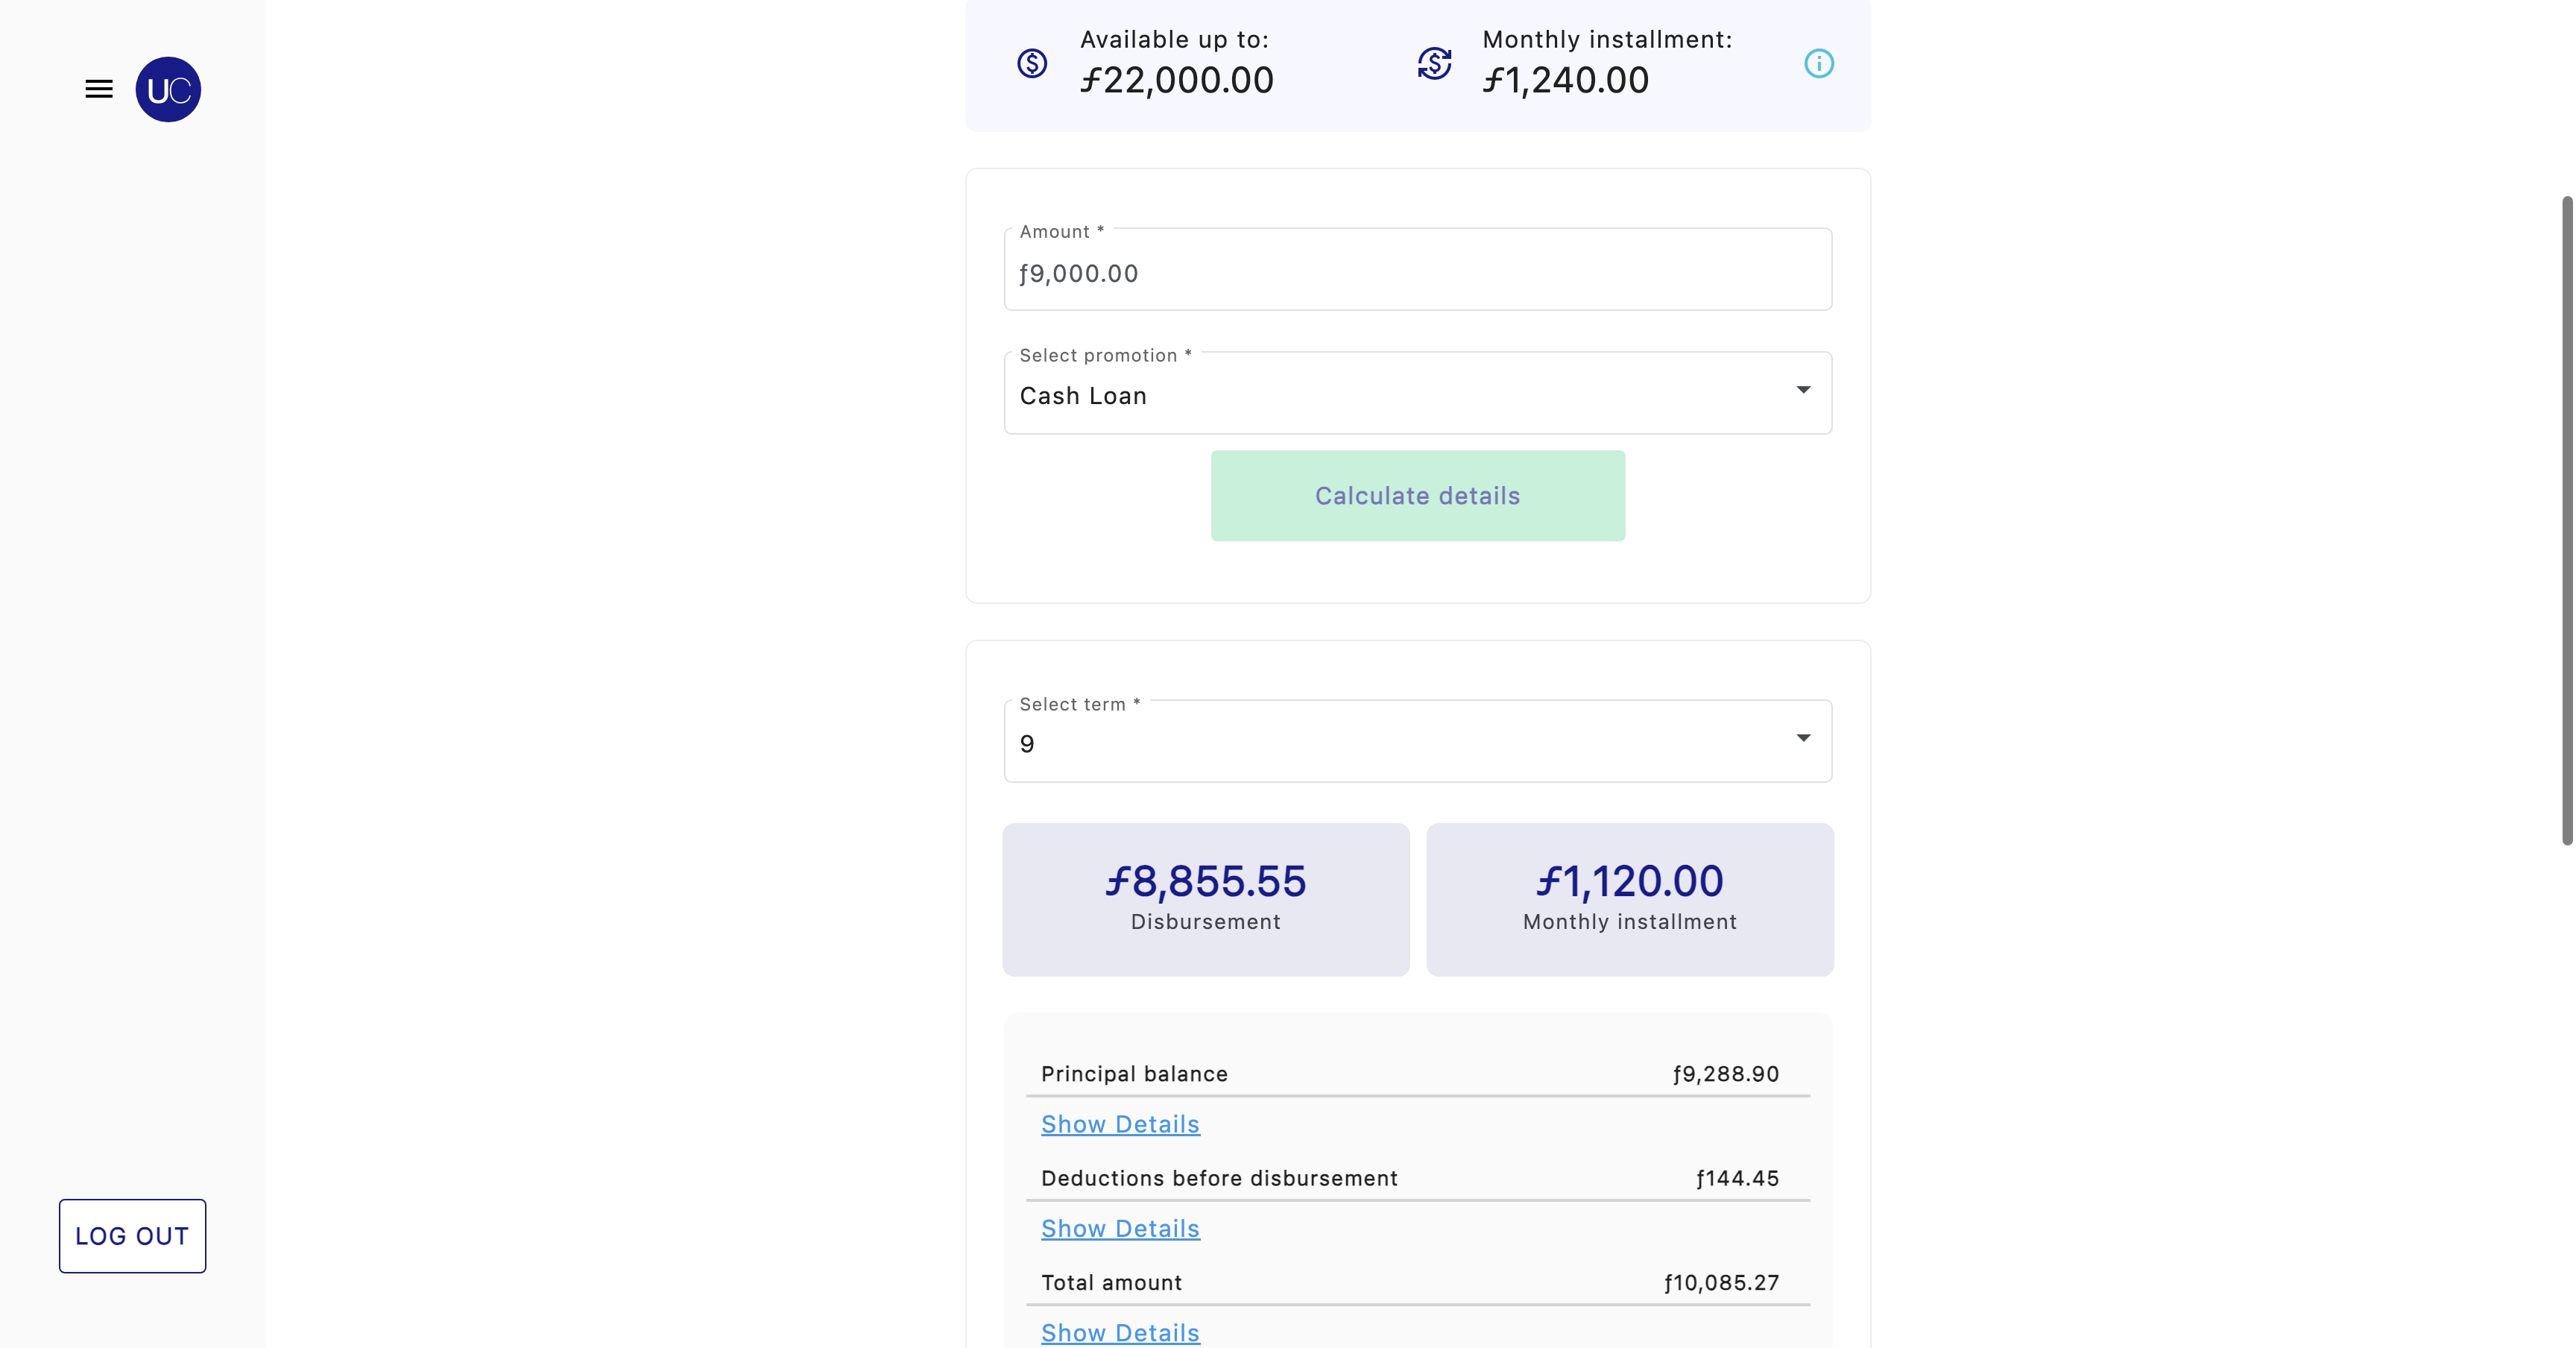 UC
Available up to:
ƒ22,000.00
Monthly installment:
ƒ1,240.00
Amount *
ƒ9,000.00
Select promotion *
Cash Loan
Calculate details
Select term *
9
ƒ8,855.55
Disbursement
ƒ1,120.00
Monthly installment
Principal balance ƒ9,288.90
Show Details
Deductions before disbursement ƒ144.45
Show Details
Total amount ƒ10,085.27
Show Details
LOG OUT